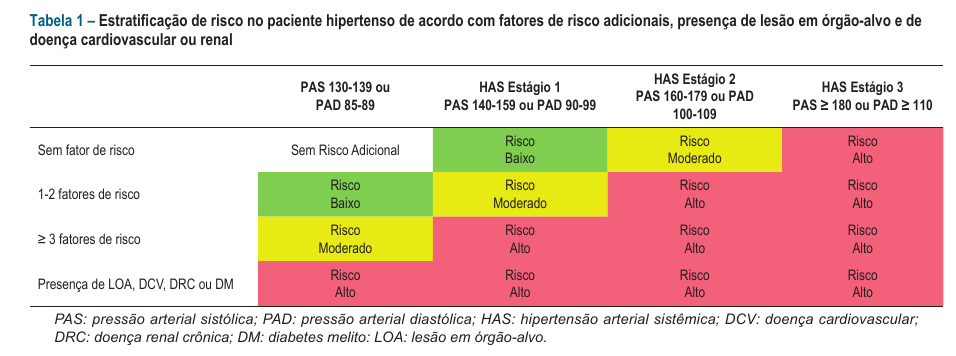 Tabela 1 – Estratificação de risco no paciente hipertenso de acordo com fatores de risco adicionais, presença de lesão em órgão-alvo e de
doença cardiovascular ou renal
PAS 130-139 ou
PAD 85-89
HAS Estágio 1
PAS 140-159 ou PAD 90-99
HAS Estágio 2
PAS 160-179 ou PAD
100-109
HAS Estágio 3
PAS ≥ 180 ou PAD ≥ 110
Sem fator de risco
Sem Risco Adicional
Risco
Baixo
Risco
Moderado
Risco
Alto
1-2 fatores de risco
Risco
Baixo
Risco
Moderado
Risco
Alto
Risco
Alto
≥ 3 fatores de risco
Risco
Moderado
Risco
Alto
Risco
Alto
Risco
Alto
Presença de LOA, DCV, DRC ou DM
Risco
Alto
Risco
Alto
Risco
Alto
Risco
Alto
PAS: pressão arterial sistólica; PAD: pressão arterial diastólica; HAS: hipertensão arterial sistêmica; DCV: doença cardiovascular;
DRC: doença renal crônica; DM: diabetes melito: LOA: lesão em órgão-alvo.